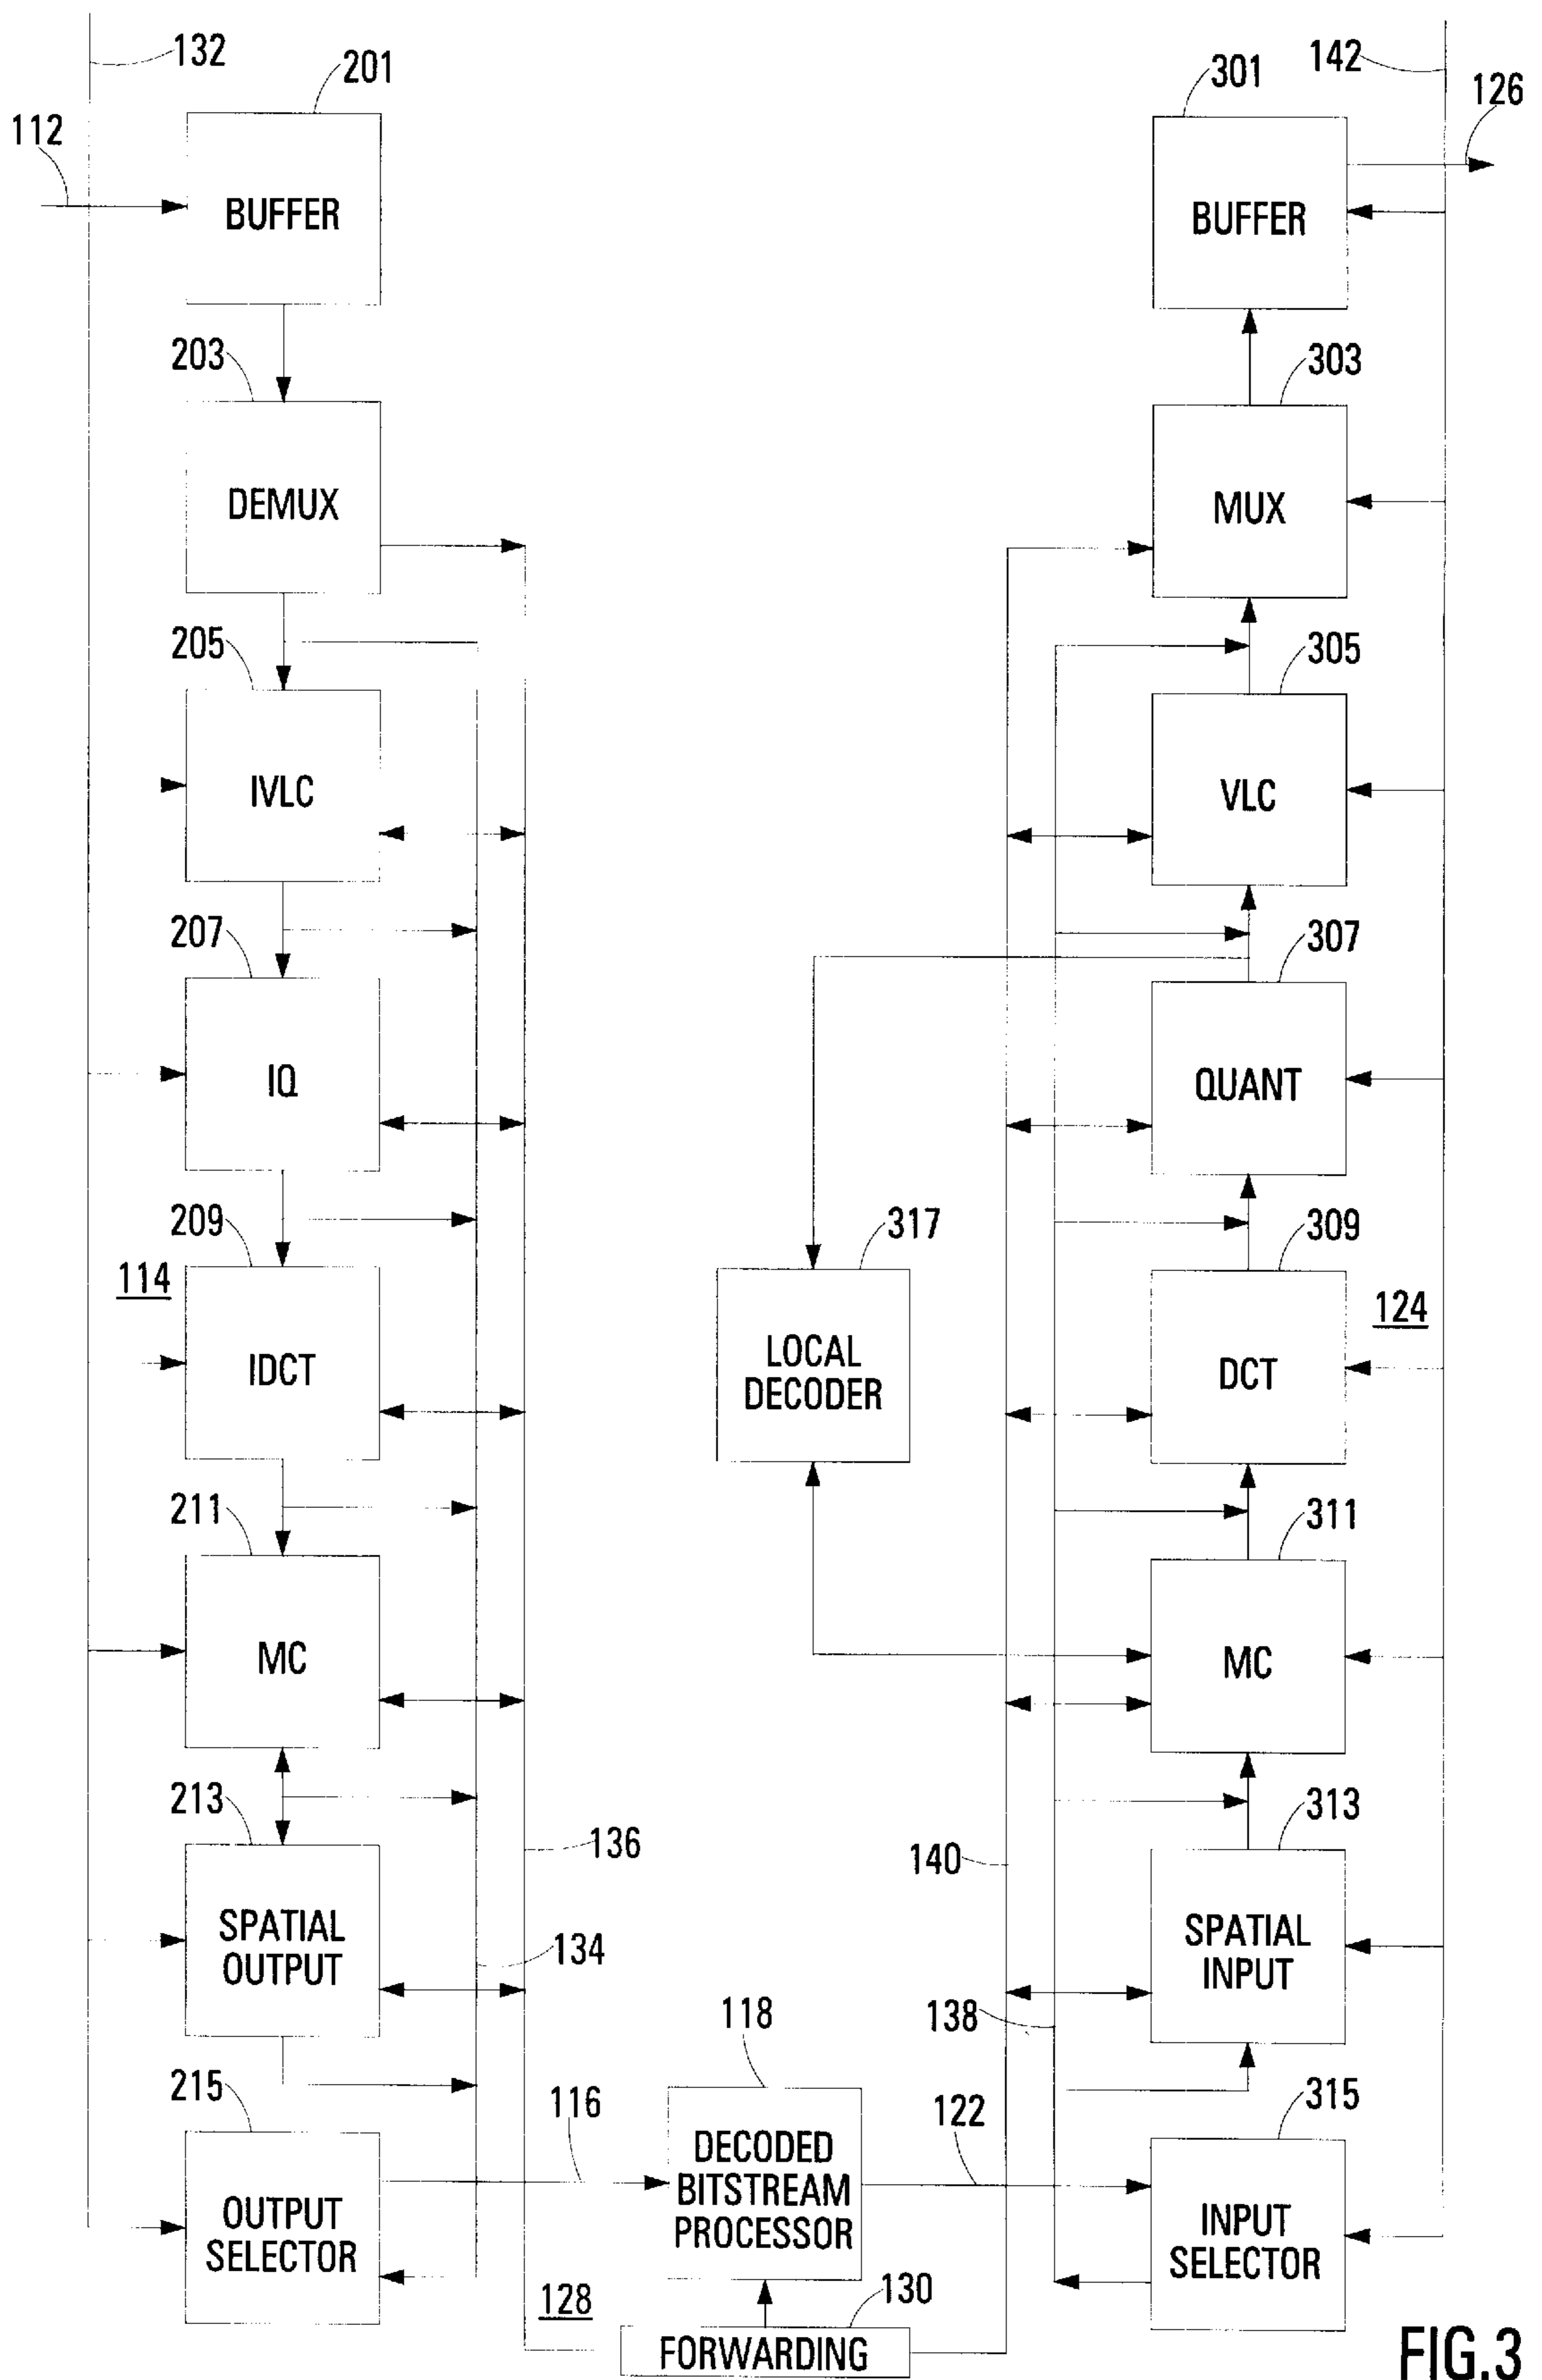 132
201
112
BUFFER
203
DEMUX
205
IVLC
207
IQ
209
114
IDCT
211
MC
213
SPATIAL
OUTPUT
136
134
215
OUTPUT
SELECTOR
116
128
118
DECODED
BITSTREAM
PROCESSOR
130
FORWARDING
122
317
LOCAL
DECODER
142
126
301
BUFFER
303
MUX
305
VLC
307
QUANT
309
124
DCT
311
MC
313
140
SPATIAL
INPUT
138
315
INPUT
SELECTOR
FIG.3